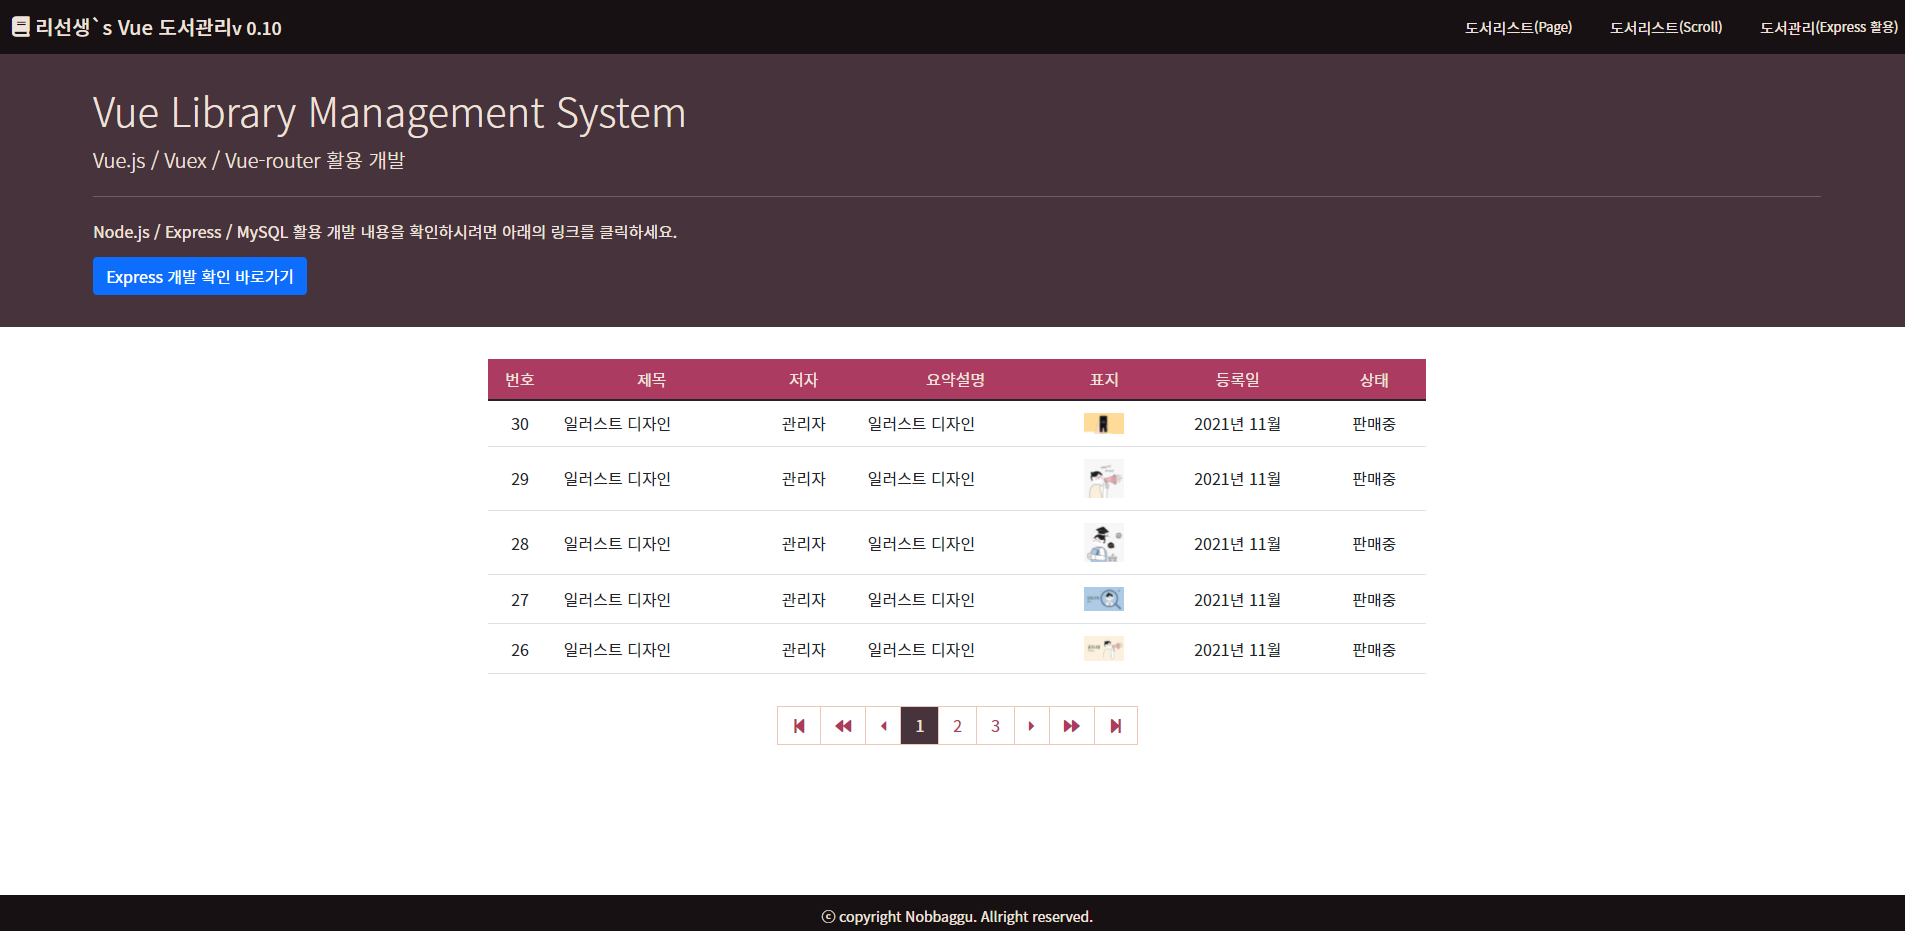 리선생`s Vue 도서관리v 0.10
도서리스트(Page) 도서리스트(Scroll) 도서관리(Express 활용)
Vue Library Management System
Vue.js / Vuex / Vue-router 활용 개발
Node.js / Express / MySQL 활용 개발 내용을 확인하시려면 아래의 링크를 클릭하세요.
Express 개발 확인 바로가기
번호 제목 저자 요약설명 표지 등록일 상태
30 일러스트 디자인 관리자 일러스트 디자인 2021년 11월 판매중
29 일러스트 디자인 관리자 일러스트 디자인 2021년 11월 판매중
28 일러스트 디자인 관리자 일러스트 디자인 2021년 11월 판매중
27 일러스트 디자인 관리자 일러스트 디자인 2021년 11월 판매중
26 일러스트 디자인 관리자 일러스트 디자인 2021년 11월 판매중
1 2 3
ⓒ copyright Nobbaggu. Allright reserved.